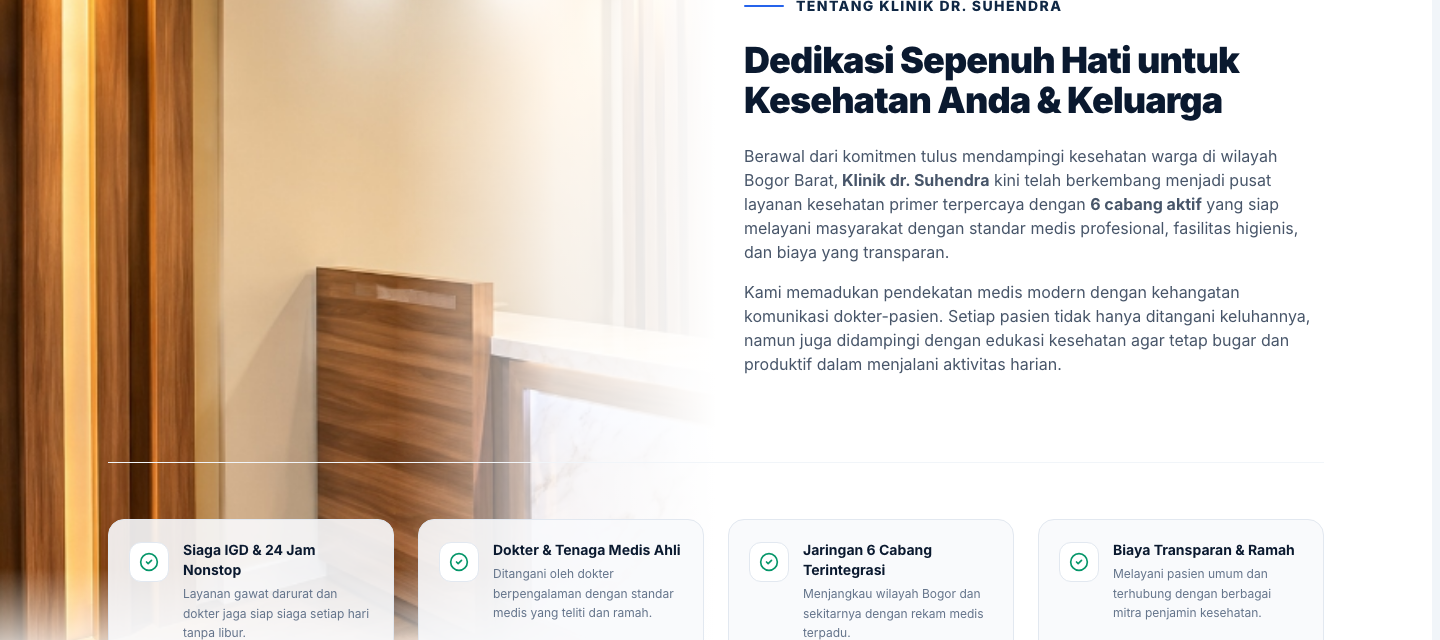 TENTANG KLINIK DR. SUHENDRA
Dedikasi Sepenuh Hati untuk
Kesehatan Anda & Keluarga
Berawal dari komitmen tulus mendampingi kesehatan warga di wilayah
Bogor Barat, Klinik dr. Suhendra kini telah berkembang menjadi pusat
layanan kesehatan primer terpercaya dengan 6 cabang aktif yang siap
melayani masyarakat dengan standar medis profesional, fasilitas higienis,
dan biaya yang transparan.
Kami memadukan pendekatan medis modern dengan kehangatan
komunikasi dokter-pasien. Setiap pasien tidak hanya ditangani keluhannya,
namun juga didampingi dengan edukasi kesehatan agar tetap bugar dan
produktif dalam menjalani aktivitas harian.
Siaga IGD & 24 Jam
Nonstop
Layanan gawat darurat dan
dokter jaga siap siaga setiap hari
tanpa libur.
Dokter & Tenaga Medis Ahli
Ditangani oleh dokter
berpengalaman dengan standar
medis yang teliti dan ramah.
Jaringan 6 Cabang
Terintegrasi
Menjangkau wilayah Bogor dan
sekitarnya dengan rekam medis
terpadu.
Biaya Transparan & Ramah
Melayani pasien umum dan
terhubung dengan berbagai
mitra penjamin kesehatan.